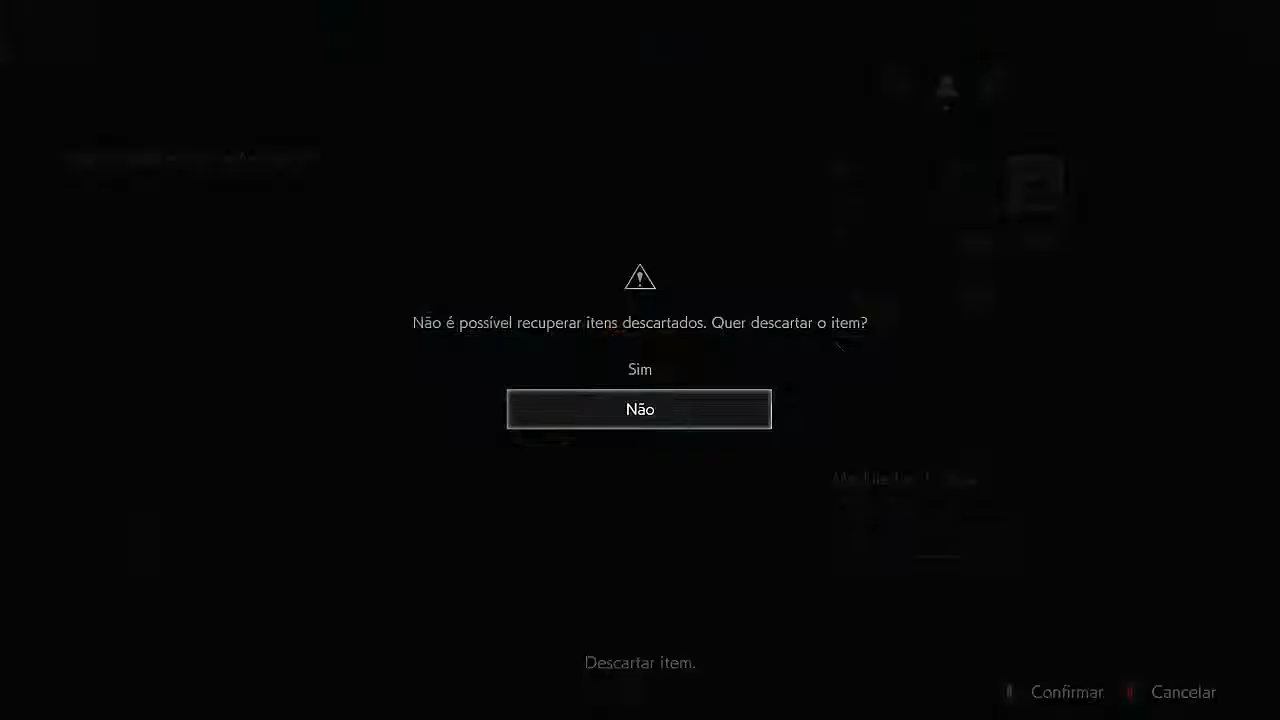 Não é possível recuperar itens descartados. Quer descartar o item?
Sim
Não
Descartar item.
Confirmar
Cancelar